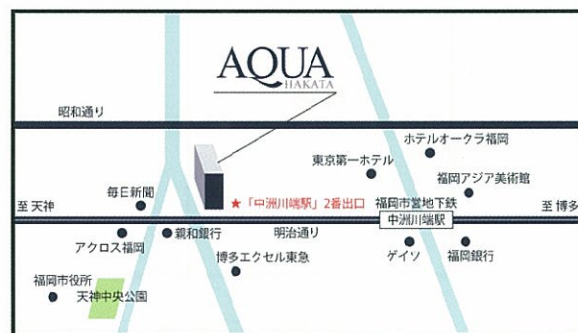 AQUA
HAKATA
昭和通り
ホテルオークラ福岡
東京第一ホテル
福岡アジア美術館
毎日新聞
至 天神
★「中洲川端駅」2番出口
福岡市営地下鉄
至 博多
中洲川端駅
アクロス福岡
親和銀行
明治通り
博多エクセル東急
ゲイソ
福岡銀行
福岡市役所
天神中央公園